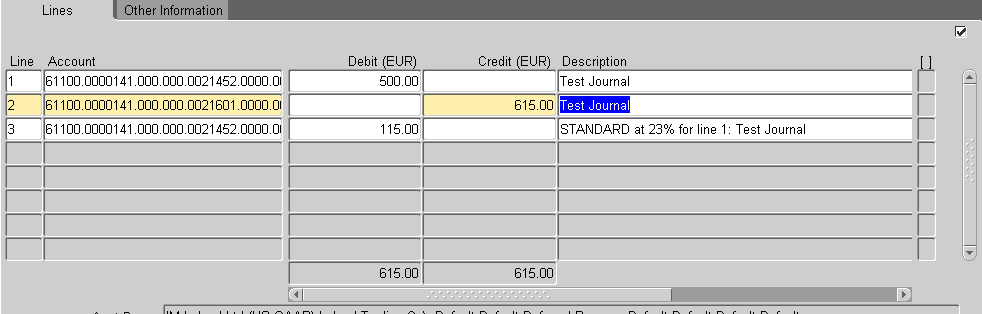 Lines Other Information
Line Account Debit (EUR) Credit (EUR) Description [ ]
1 61100.0000141.000.000.0021452.0000.0 500.00 Test Journal
2 61100.0000141.000.000.0021601.0000.0 615.00 Test Journal
3 61100.0000141.000.000.0021452.0000.0 115.00 STANDARD at 23% for line 1: Test Journal
615.00 615.00